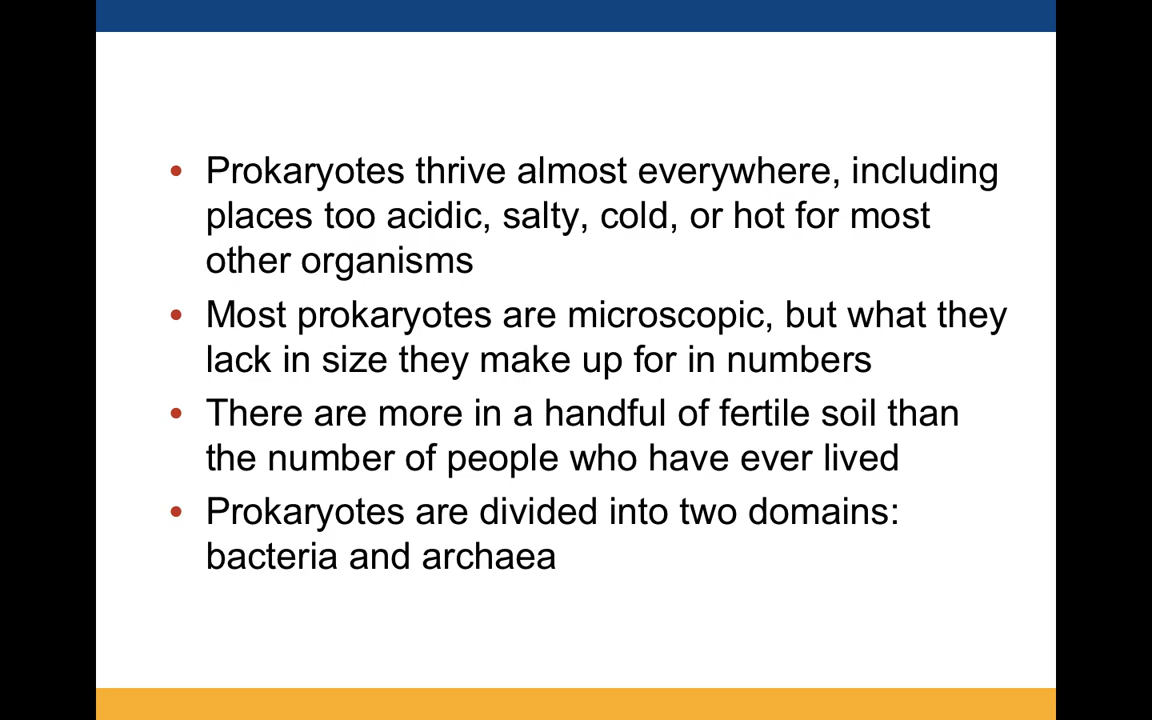 • Prokaryotes thrive almost everywhere, including
places too acidic, salty, cold, or hot for most
other organisms
• Most prokaryotes are microscopic, but what they
lack in size they make up for in numbers
• There are more in a handful of fertile soil than
the number of people who have ever lived
• Prokaryotes are divided into two domains:
bacteria and archaea